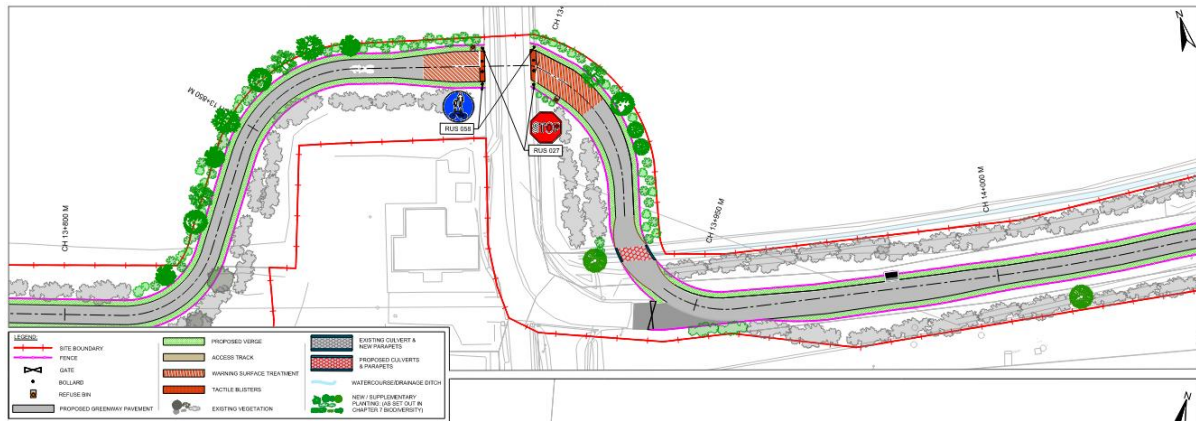 CH 13+
N
CH 13+850 M
RUS 058
STOP
RUS 027
CH 13+800 M
CH 13+950 M
CH 14+000 M
LEGEND:
SITE BOUNDARY
FENCE
GATE
BOLLARD
REFUSE BIN
PROPOSED GREENWAY PAVEMENT
PROPOSED VERGE
ACCESS TRACK
WARNING SURFACE TREATMENT
TACTILE BLISTERS
EXISTING VEGETATION
EXISTING CULVERT &
NEW PARAPETS
PROPOSED CULVERTS
& PARAPETS
WATERCOURSE/DRAINAGE DITCH
NEW / SUPPLEMENTARY
PLANTING: (AS SET OUT IN
CHAPTER 7 BIODIVERSITY)
N